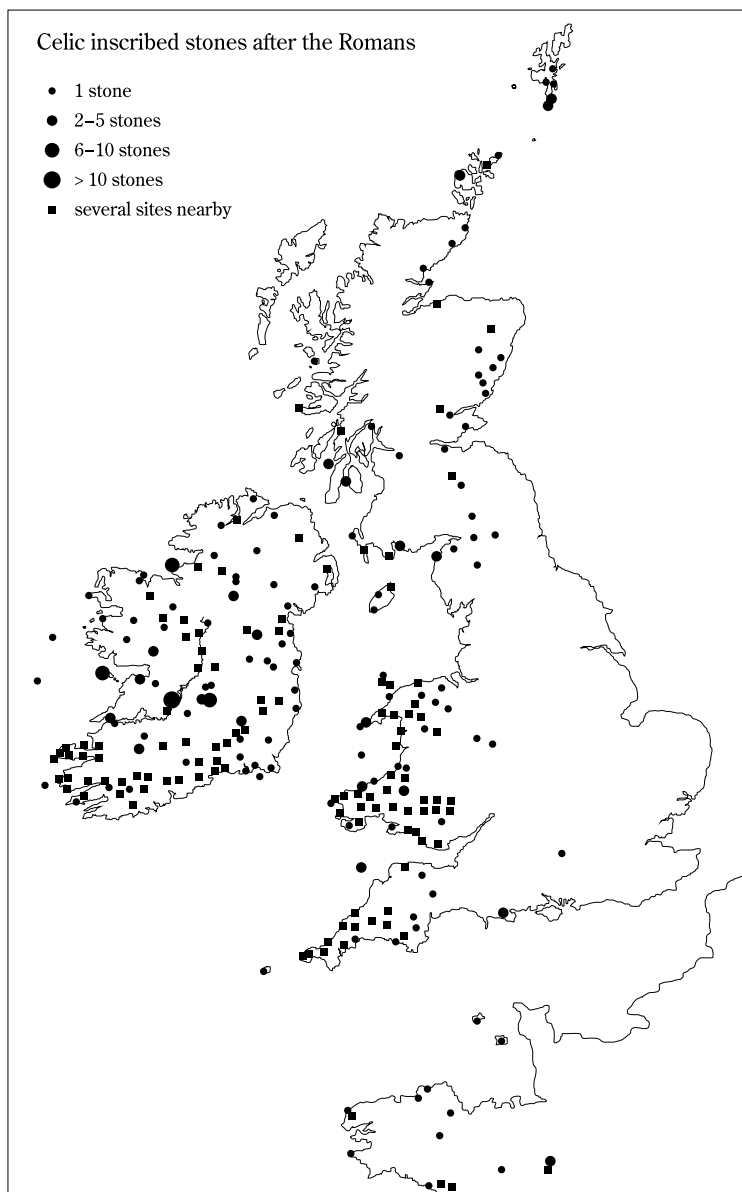 Celic inscribed stones after the Romans
1 stone
2–5 stones
6–10 stones
> 10 stones
several sites nearby